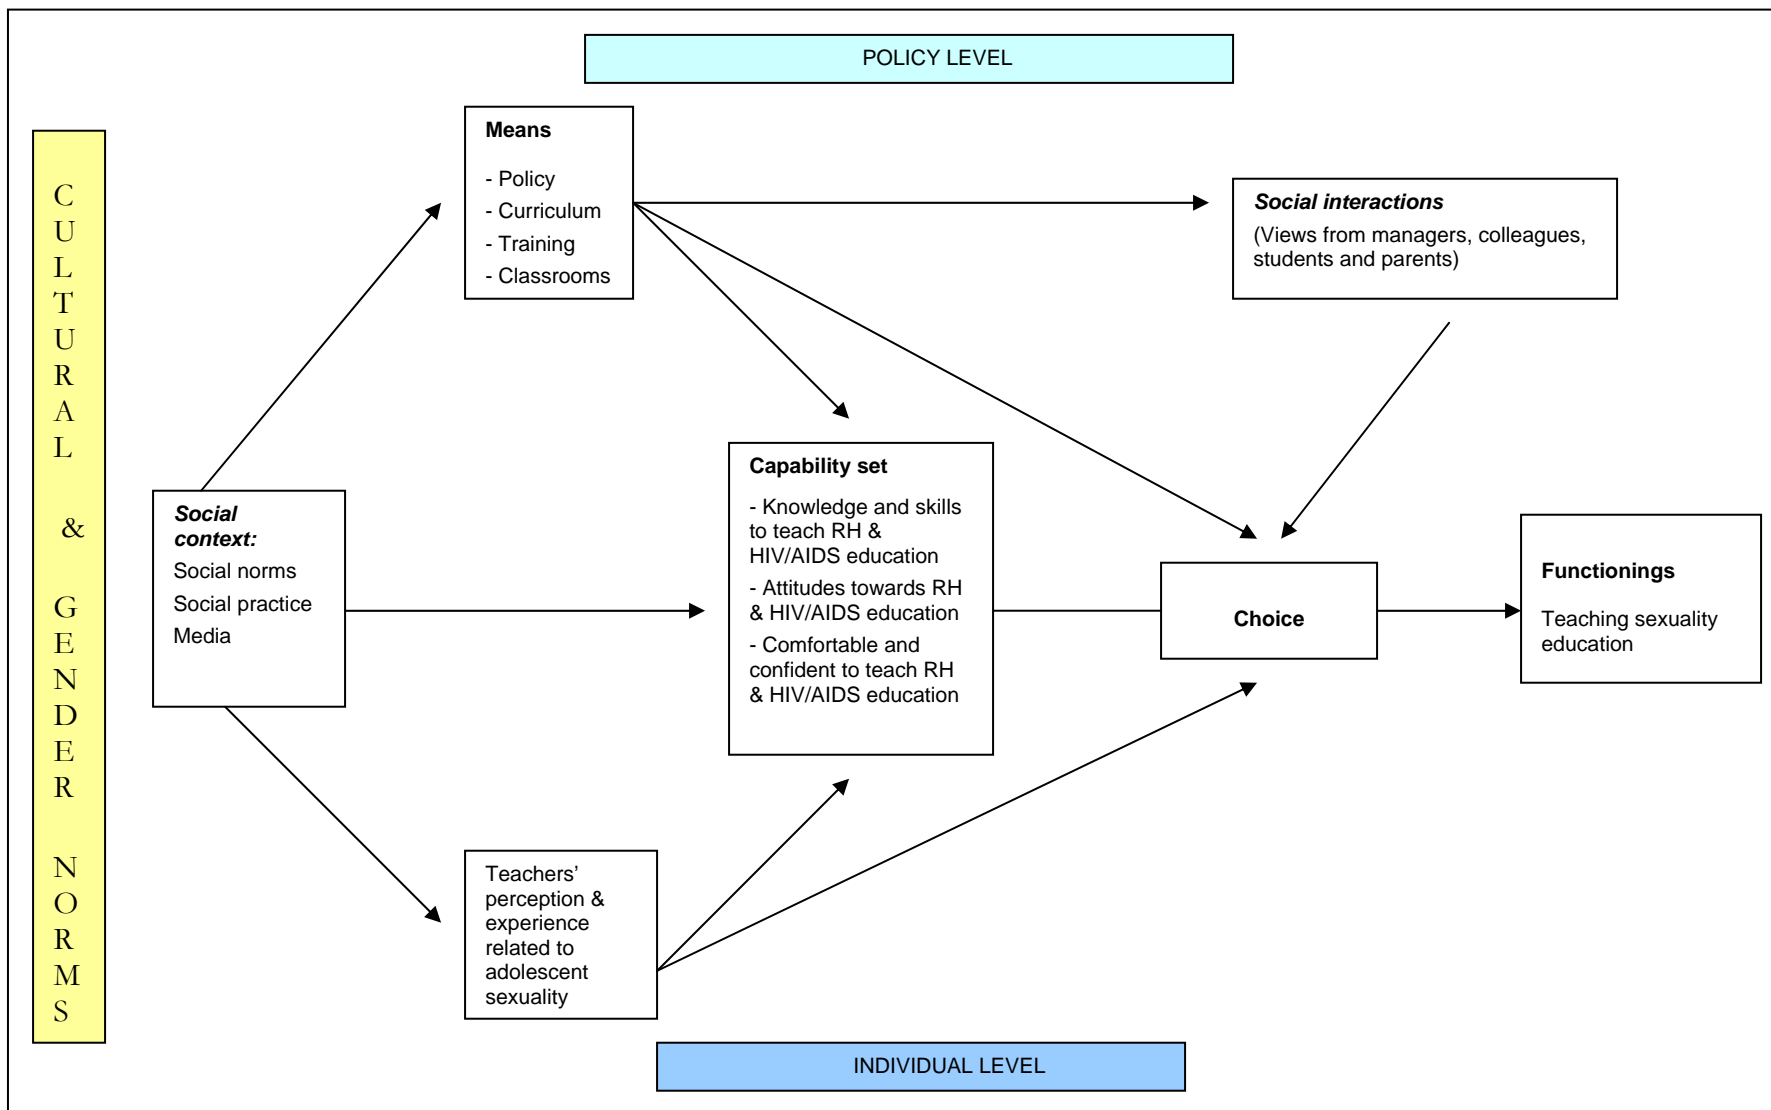 POLICY LEVEL
CULTURAL & GENDER NORMS
Means
- Policy
- Curriculum
- Training
- Classrooms
Social interactions
(Views from managers, colleagues,
students and parents)
Social
context:
Social norms
Social practice
Media
Capability set
- Knowledge and skills
to teach RH &
HIV/AIDS education
- Attitudes towards RH
& HIV/AIDS education
- Comfortable and
confident to teach RH
& HIV/AIDS education
Choice
Functionings
Teaching sexuality
education
Teachers’
perception &
experience
related to
adolescent
sexuality
INDIVIDUAL LEVEL